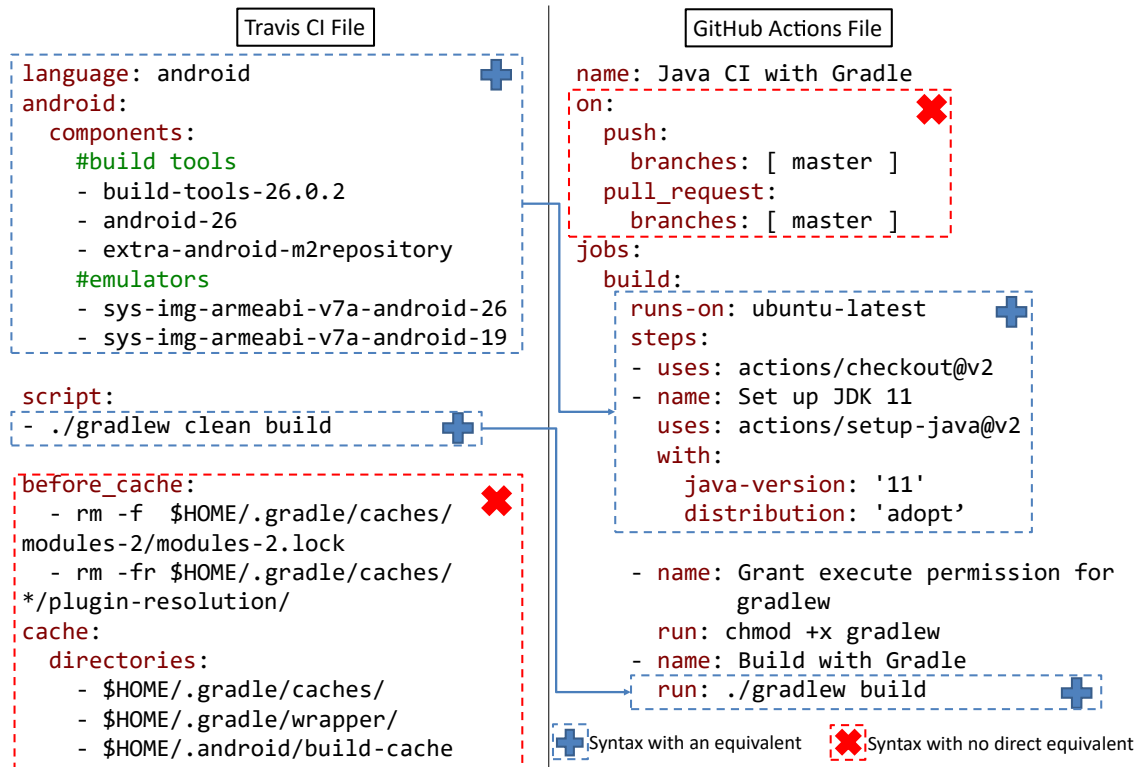 Travis CI File
language: android
android:
  components:
    #build tools
    - build-tools-26.0.2
    - android-26
    - extra-android-m2repository
    #emulators
    - sys-img-armeabi-v7a-android-26
    - sys-img-armeabi-v7a-android-19
script:
- ./gradlew clean build
before_cache:
  - rm -f  $HOME/.gradle/caches/
modules-2/modules-2.lock
  - rm -fr $HOME/.gradle/caches/
*/plugin-resolution/
cache:
  directories:
    - $HOME/.gradle/caches/
    - $HOME/.gradle/wrapper/
    - $HOME/.android/build-cache
GitHub Actions File
name: Java CI with Gradle
on:
  push:
    branches: [ master ]
  pull_request:
    branches: [ master ]
jobs:
  build:
    runs-on: ubuntu-latest
    steps:
    - uses: actions/checkout@v2
    - name: Set up JDK 11
      uses: actions/setup-java@v2
      with:
        java-version: '11'
        distribution: 'adopt’
    - name: Grant execute permission for
            gradlew
      run: chmod +x gradlew
    - name: Build with Gradle
      run: ./gradlew build
Syntax with an equivalent
Syntax with no direct equivalent